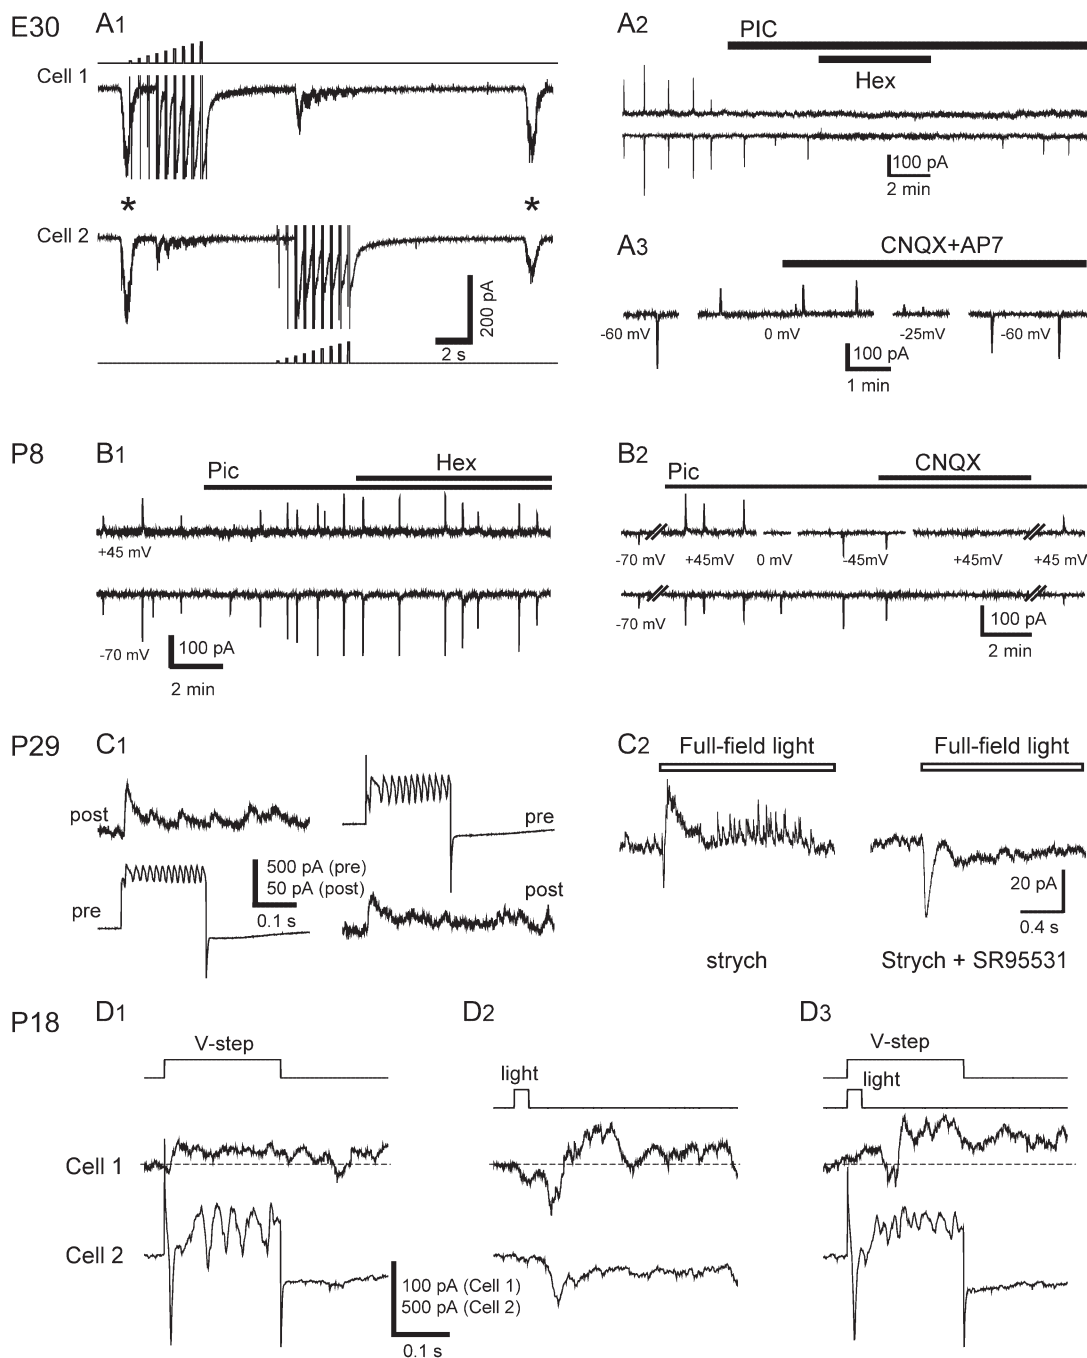 E30 A1 A2
PIC
Cell 1
Hex
100 pA
2 min
*
*
Cell 2
A3
CNQX+AP7
200 pA
2 s
-60 mV 0 mV -25mV -60 mV
100 pA
1 min
P8 B1 B2
Pic Hex
Pic CNQX
+45 mV
-70 mV +45mV 0 mV -45mV +45mV +45 mV
-70 mV
100 pA
2 min
-70 mV
100 pA
2 min
P29 C1 C2
Full-field light Full-field light
post pre
500 pA (pre)
50 pA (post)
0.1 s
pre post
20 pA
0.4 s
strych Strych + SR95531
P18 D1 D2 D3
V-step V-step
light light
Cell 1
Cell 2
100 pA (Cell 1)
500 pA (Cell 2)
0.1 s